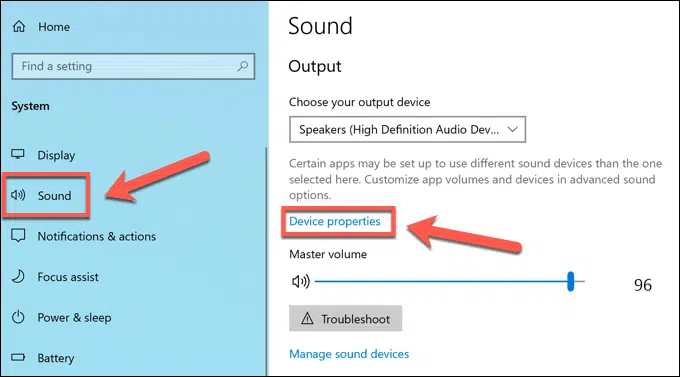 Home
Find a setting
System
Display
Sound
Notifications & actions
Focus assist
Power & sleep
Battery
Sound
Output
Choose your output device
Speakers (High Definition Audio Dev...
Certain apps may be set up to use different sound devices than the one
selected here. Customize app volumes and devices in advanced sound
options.
Device properties
Master volume
96
Troubleshoot
Manage sound devices